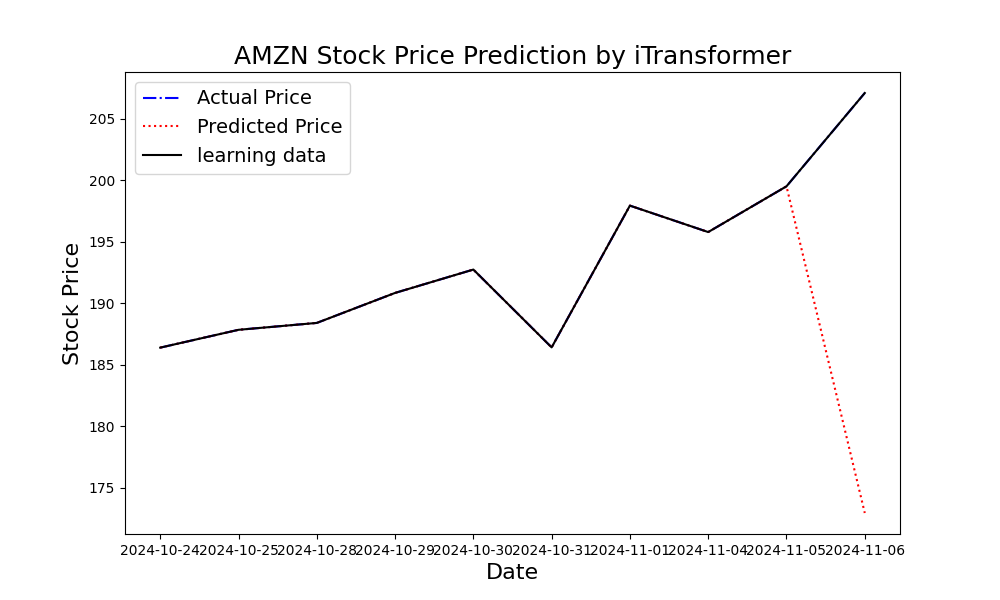 AMZN Stock Price Prediction by iTransformer
Actual Price
Predicted Price
learning data
205
200
195
190
185
180
175
Stock Price
2024-10-24 2024-10-25 2024-10-28 2024-10-29 2024-10-30 2024-10-31 2024-11-01 2024-11-04 2024-11-05 2024-11-06
Date